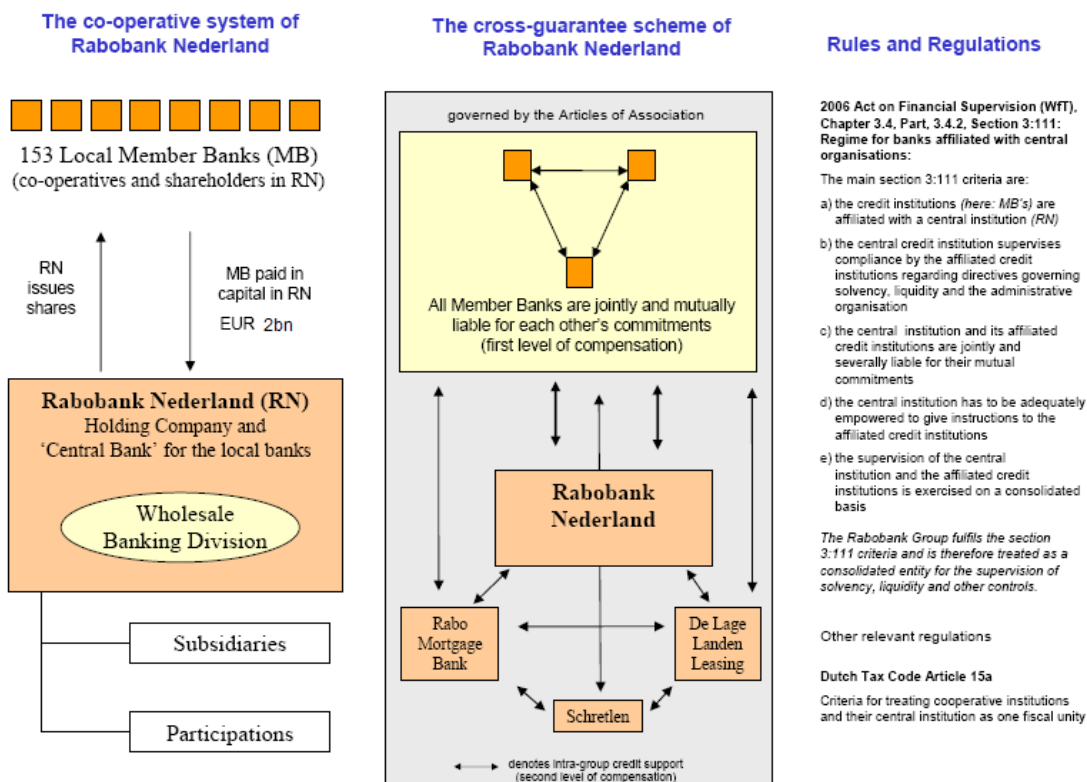 The co-operative system of
Rabobank Nederland
153 Local Member Banks (MB)
(co-operatives and shareholders in RN)
RN
issues
shares
MB paid in
capital in RN
EUR 2bn
Rabobank Nederland (RN)
Holding Company and
‘Central Bank’ for the local banks
Wholesale
Banking Division
Subsidiaries
Participations
The cross-guarantee scheme of
Rabobank Nederland
governed by the Articles of Association
All Member Banks are jointly and mutually
liable for each other’s commitments
(first level of compensation)
Rabobank
Nederland
Rabo
Mortgage
Bank
De Lage
Landen
Leasing
Schretlen
denotes intra-group credit support
(second level of compensation)
Rules and Regulations
2006 Act on Financial Supervision (WfT),
Chapter 3.4, Part, 3.4.2, Section 3:111:
Regime for banks affiliated with central
organisations:
The main section 3:111 criteria are:
a) the credit institutions (here: MB's) are
affiliated with a central institution (RN)
b) the central credit institution supervises
compliance by the affiliated credit
institutions regarding directives governing
solvency, liquidity and the administrative
organisation
c) the central institution and its affiliated
credit institutions are jointly and
severally liable for their mutual
commitments
d) the central institution has to be adequately
empowered to give instructions to the
affiliated credit institutions
e) the supervision of the central
institution and the affiliated credit
institutions is exercised on a consolidated
basis
The Rabobank Group fulfils the section
3:111 criteria and is therefore treated as a
consolidated entity for the supervision of
solvency, liquidity and other controls.
Other relevant regulations
Dutch Tax Code Article 15a
Criteria for treating cooperative institutions
and their central institution as one fiscal unity